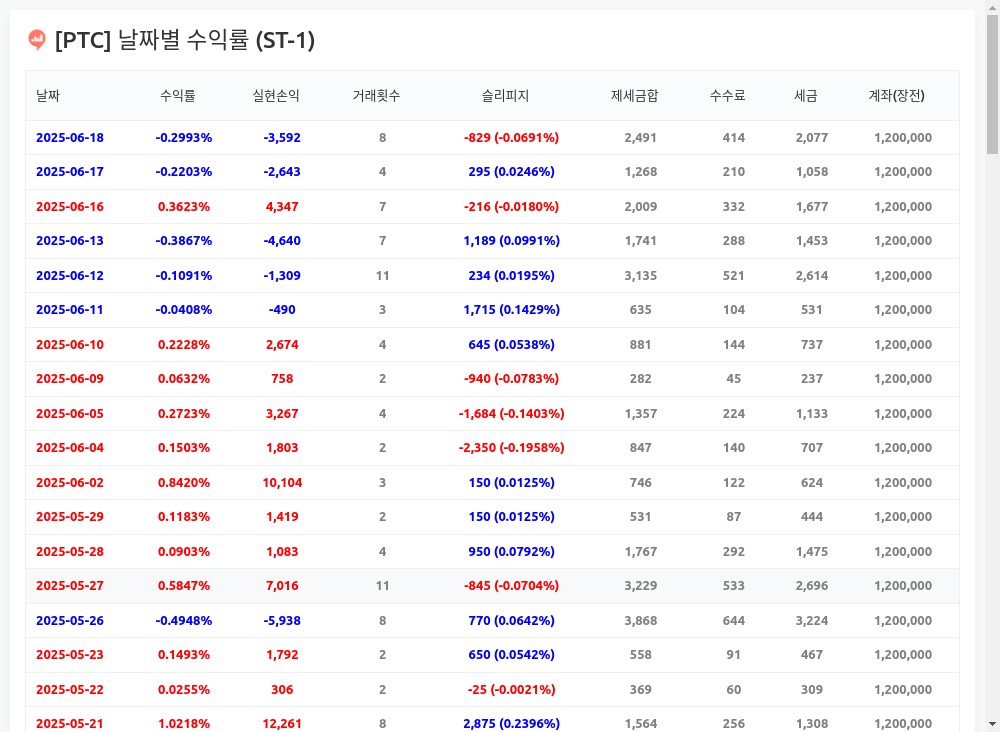 [PTC] 날짜별 수익률 (ST-1)
날짜 수익률 실현손익 거래횟수 슬리피지 제세금합 수수료 세금 계좌(장전)
2025-06-18 -0.2993% -3,592 8 -829 (-0.0691%) 2,491 414 2,077 1,200,000
2025-06-17 -0.2203% -2,643 4 295 (0.0246%) 1,268 210 1,058 1,200,000
2025-06-16 0.3623% 4,347 7 -216 (-0.0180%) 2,009 332 1,677 1,200,000
2025-06-13 -0.3867% -4,640 7 1,189 (0.0991%) 1,741 288 1,453 1,200,000
2025-06-12 -0.1091% -1,309 11 234 (0.0195%) 3,135 521 2,614 1,200,000
2025-06-11 -0.0408% -490 3 1,715 (0.1429%) 635 104 531 1,200,000
2025-06-10 0.2228% 2,674 4 645 (0.0538%) 881 144 737 1,200,000
2025-06-09 0.0632% 758 2 -940 (-0.0783%) 282 45 237 1,200,000
2025-06-05 0.2723% 3,267 4 -1,684 (-0.1403%) 1,357 224 1,133 1,200,000
2025-06-04 0.1503% 1,803 2 -2,350 (-0.1958%) 847 140 707 1,200,000
2025-06-02 0.8420% 10,104 3 150 (0.0125%) 746 122 624 1,200,000
2025-05-29 0.1183% 1,419 2 150 (0.0125%) 531 87 444 1,200,000
2025-05-28 0.0903% 1,083 4 950 (0.0792%) 1,767 292 1,475 1,200,000
2025-05-27 0.5847% 7,016 11 -845 (-0.0704%) 3,229 533 2,696 1,200,000
2025-05-26 -0.4948% -5,938 8 770 (0.0642%) 3,868 644 3,224 1,200,000
2025-05-23 0.1493% 1,792 2 650 (0.0542%) 558 91 467 1,200,000
2025-05-22 0.0255% 306 2 -25 (-0.0021%) 369 60 309 1,200,000
2025-05-21 1.0218% 12,261 8 2,875 (0.2396%) 1,564 256 1,308 1,200,000